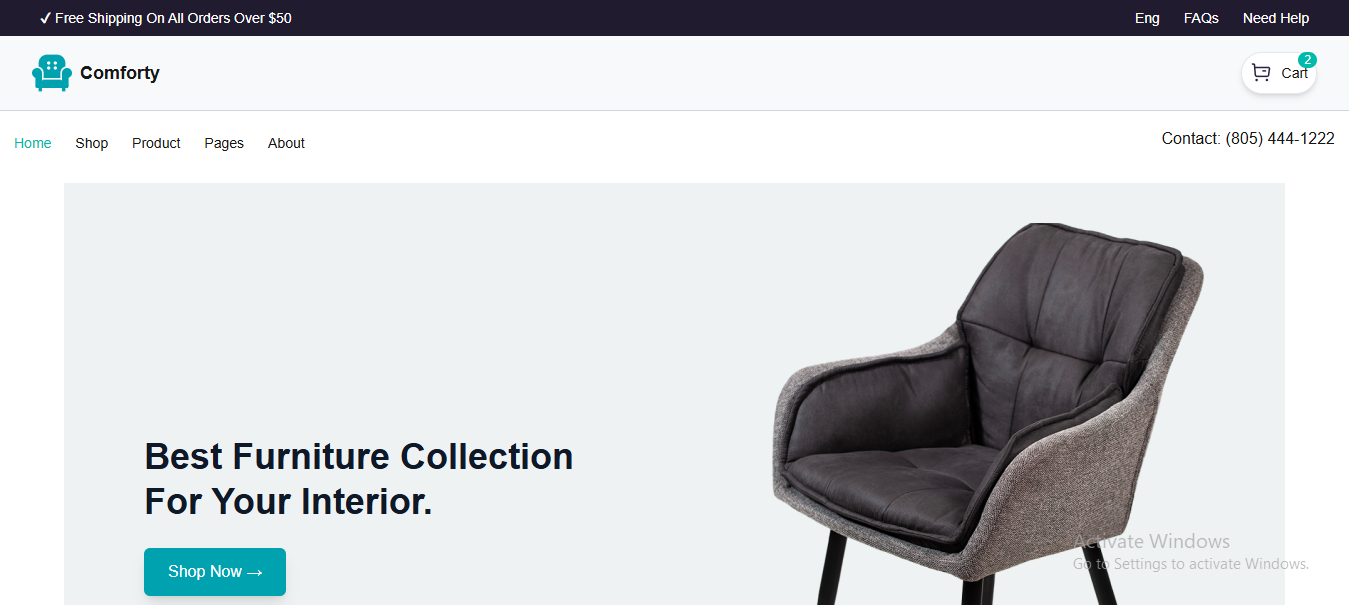 ✓ Free Shipping On All Orders Over $50
Eng FAQs Need Help
Comforty
2
Cart
Home Shop Product Pages About
Contact: (805) 444-1222
Best Furniture Collection
For Your Interior.
Shop Now →
Activate Windows
Go to Settings to activate Windows.